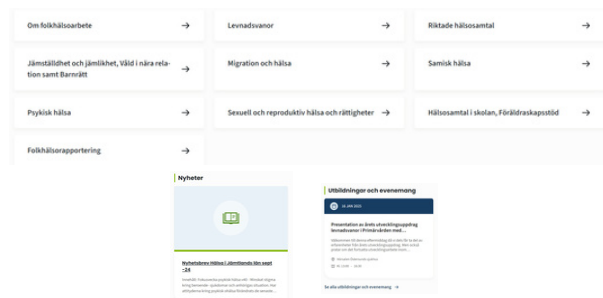 Om folkhälsoarbete
Levnadsvanor
Riktade hälsosamtal
Jämställdhet och jämlikhet, Våld i nära rela-
tion samt Barnrätt
Migration och hälsa
Samisk hälsa
Psykisk hälsa
Sexuell och reproduktiv hälsa och rättigheter
Hälsosamtal i skolan, Föräldraskapsstöd
Folkhälsorapportering
Nyheter
Nyhetsbrev Hälsa i Jämtlands län sept
-24
Utbildningar och evenemang
Presentation av årets utvecklingsuppdrag
levnadsvanor i Primärvården med...
Se alla utbildningar och evenemang